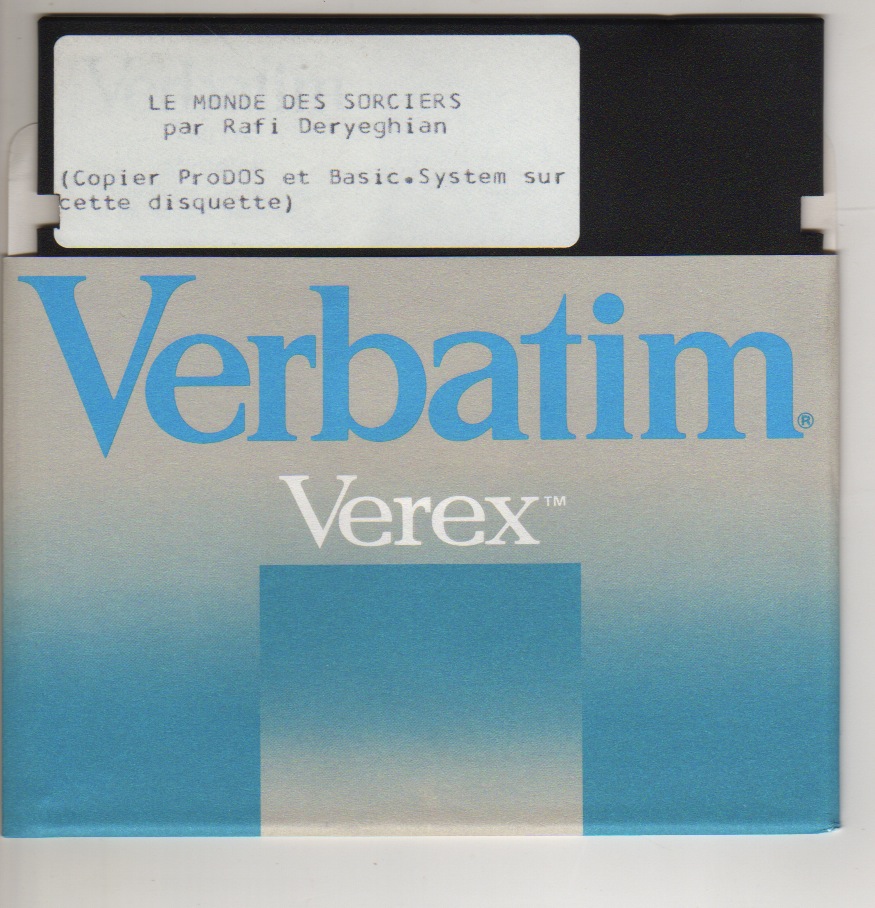 LE MONDE DES SORCIERS
par Rafi Deryeghian
(Copier ProDOS et Basic.System sur
cette disquette)
Verbatim®
Verex™